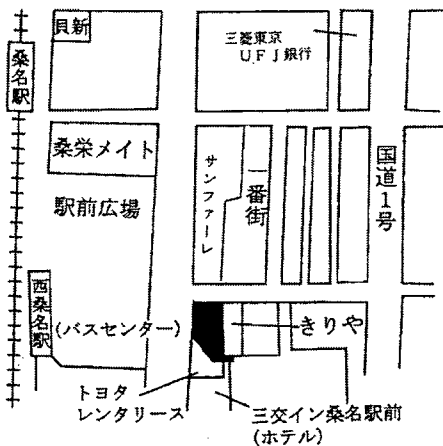 貝新
三菱東京
UFJ銀行
桑名駅
桑栄メイト
サンファーレ
一番街
国道1号
駅前広場
西桑名駅
(バスセンター)
きりや
トヨタ
レンタリース
三交イン桑名駅前
(ホテル)